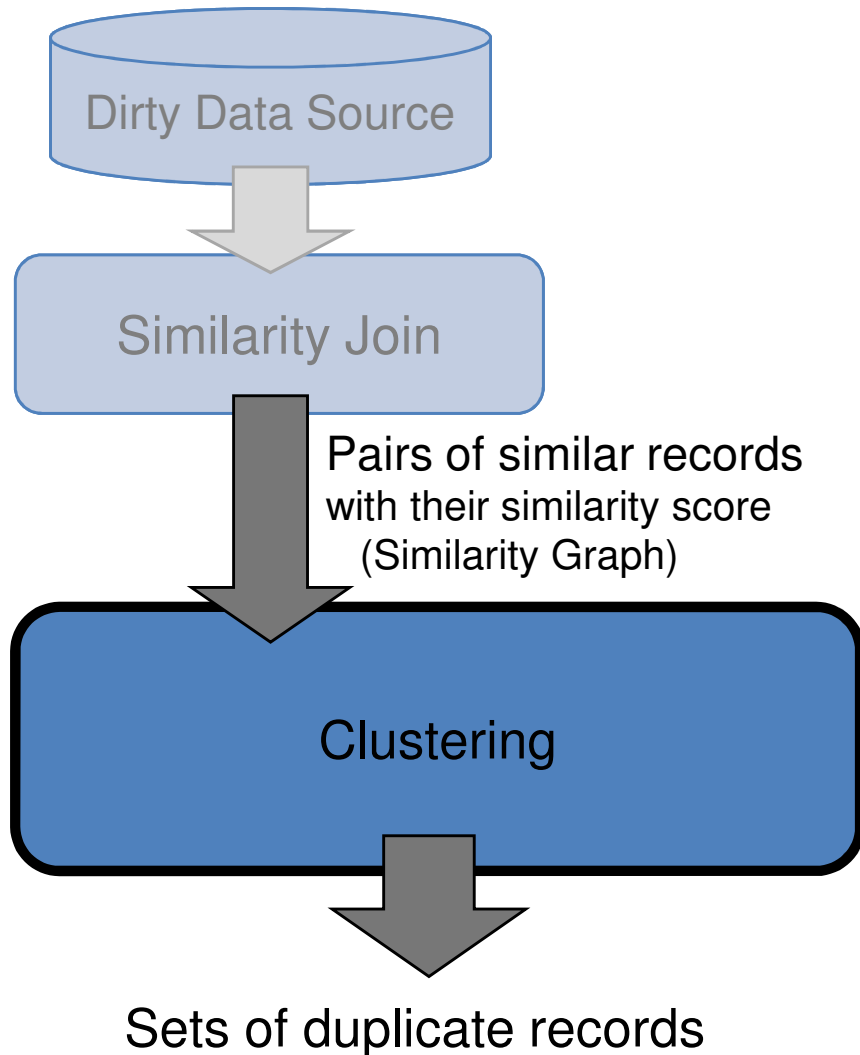 Dirty Data Source
Similarity Join
Pairs of similar records
with their similarity score
(Similarity Graph)
Clustering
Sets of duplicate records